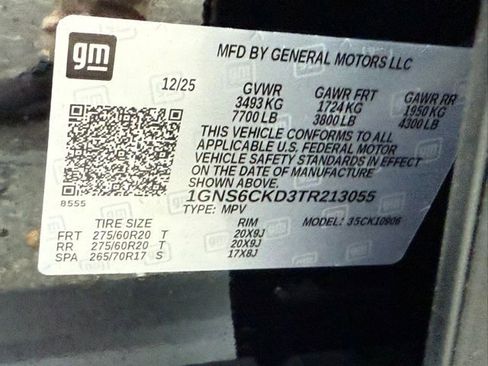 gm
MFD BY GENERAL MOTORS LLC
12/25 GVWR GAWR FRT GAWR RR
3493 KG 1724 KG 1950 KG
7700 LB 3800 LB 4300 LB
THIS VEHICLE CONFORMS TO ALL
APPLICABLE U.S. FEDERAL MOTOR
VEHICLE SAFETY STANDARDS IN EFFECT
ON THE DATE OF MANUFACTURE
SHOWN ABOVE
8555 1GNS6CKD3TR213055
TYPE: MPV MODEL: 35CK10906
TIRE SIZE RIM
FRT 275/60R20 T 20X9J
RR 275/60R20 T 20X9J
SPA 265/70R17 S 17X8J